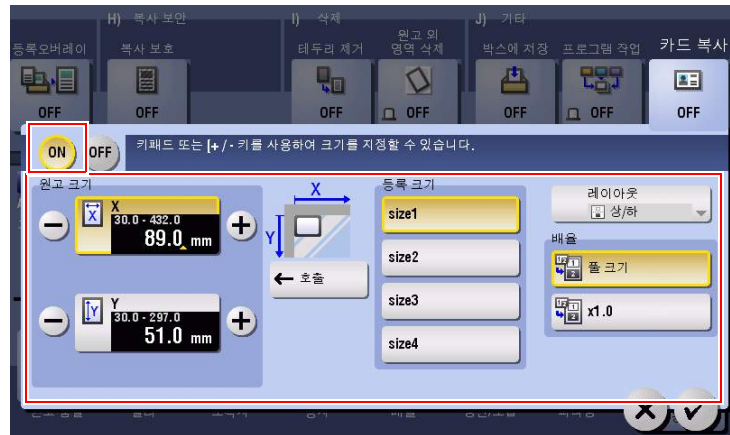 H) 복사 보안
I) 삭제
J) 기타
등록오버레이
복사 보호
테두리 제거
원고 외
영역 삭제
박스에 저장
프로그램 작업
카드 복사
OFF
OFF
OFF
OFF
OFF
OFF
OFF
ON
OFF
키패드 또는 [+ / - 키를 사용하여 크기를 지정할 수 있습니다.
원고 크기
X
30.0 - 432.0
89.0 mm
Y
30.0 - 297.0
51.0 mm
X
Y
← 호출
등록 크기
size1
size2
size3
size4
레이아웃
상/하
배율
풀 크기
x1.0